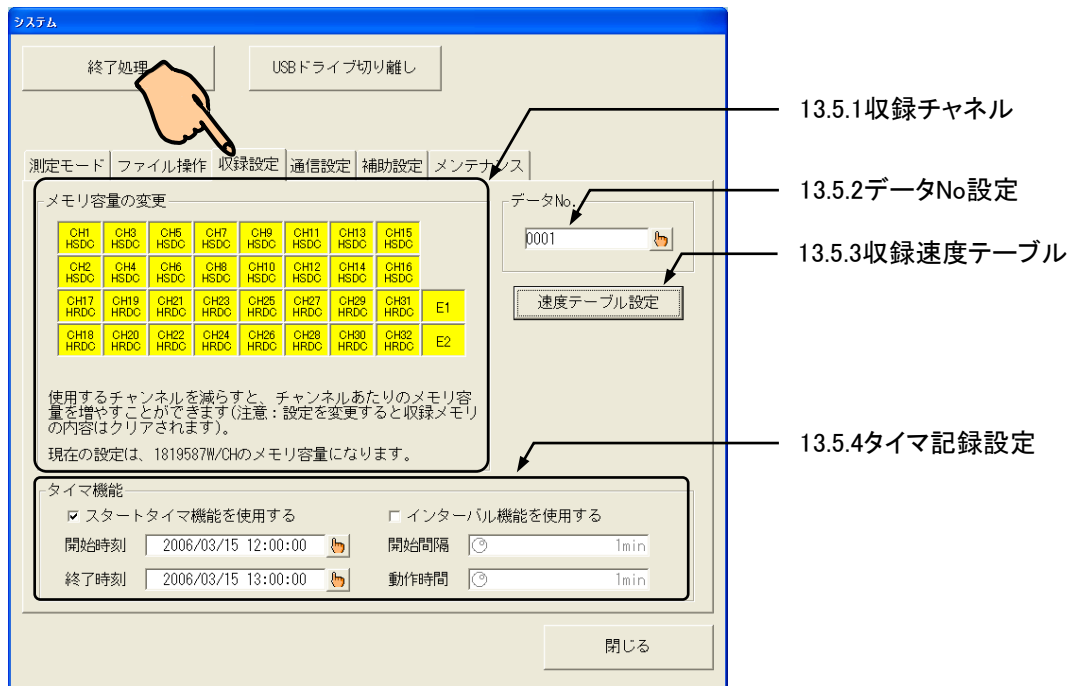 システム
終了処理
USBドライブ切り離し
13.5.1収録チャネル
測定モード ファイル操作 収録設定 通信設定 補助設定 メンテナンス
メモリ容量の変更
データNo.
13.5.2データNo設定
CH1 HSDC CH3 HSDC CH5 HSDC CH7 HSDC CH9 HSDC CH11 HSDC CH13 HSDC CH15 HSDC
0001
13.5.3収録速度テーブル
CH2 HSDC CH4 HSDC CH6 HSDC CH8 HSDC CH10 HSDC CH12 HSDC CH14 HSDC CH16 HSDC
CH17 HRDC CH19 HRDC CH21 HRDC CH23 HRDC CH25 HRDC CH27 HRDC CH29 HRDC CH31 HRDC E1
速度テーブル設定
CH18 HRDC CH20 HRDC CH22 HRDC CH24 HRDC CH26 HRDC CH28 HRDC CH30 HRDC CH32 HRDC E2
使用するチャンネルを減らすと、チャンネルあたりのメモリ容
量を増やすことができます(注意：設定を変更すると収録メモリ
の内容はクリアされます)。
現在の設定は、1819587W/CHのメモリ容量になります。
13.5.4タイマ記録設定
タイマ機能
スタートタイマ機能を使用する インターバル機能を使用する
開始時刻 2006/03/15 12:00:00 開始間隔 1min
終了時刻 2006/03/15 13:00:00 動作時間 1min
閉じる